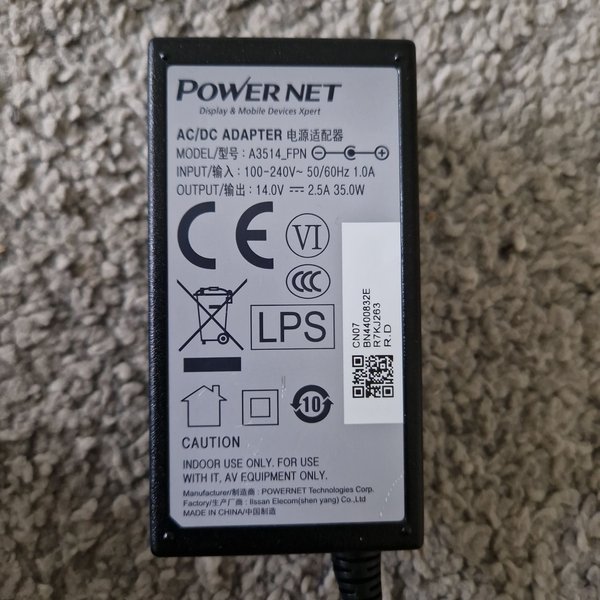 POWERNET
Display & Mobile Devices Xpert
AC/DC ADAPTER 电源适配器
MODEL/型号: A3514_FPN
INPUT/输入: 100-240V~ 50/60Hz 1.0A
OUTPUT/输出: 14.0V ⎓ 2.5A 35.0W
CE
VI
CCC
LPS
10
CN07
BN4400832E
R7KJ263
R.D
CAUTION
INDOOR USE ONLY. FOR USE
WITH IT, AV EQUIPMENT ONLY.
Manufacturer/制造商 : POWERNET Technologies Corp.
Factory/生产厂商 : Ilssan Elecom(shen yang) Co.,Ltd
MADE IN CHINA/中国制造